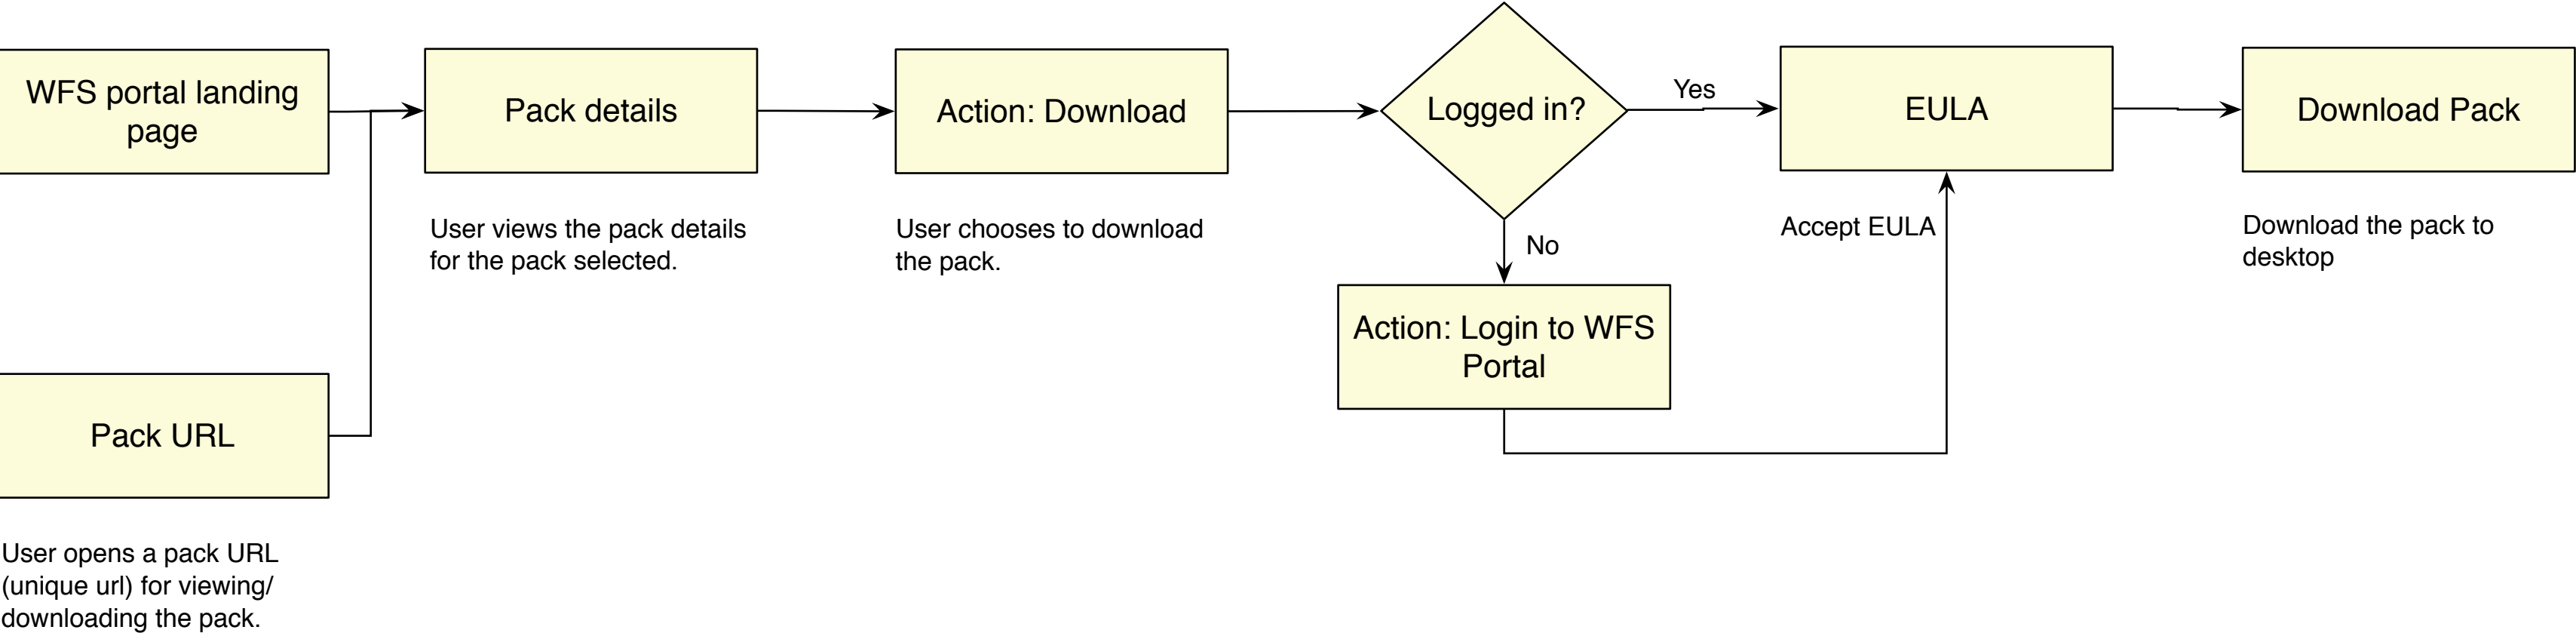 WFS portal landing
page
Pack details
Action: Download
Logged in?
Yes
EULA
Download Pack
User views the pack details
for the pack selected.
User chooses to download
the pack.
No
Accept EULA
Download the pack to
desktop
Action: Login to WFS
Portal
Pack URL
User opens a pack URL
(unique url) for viewing/
downloading the pack.